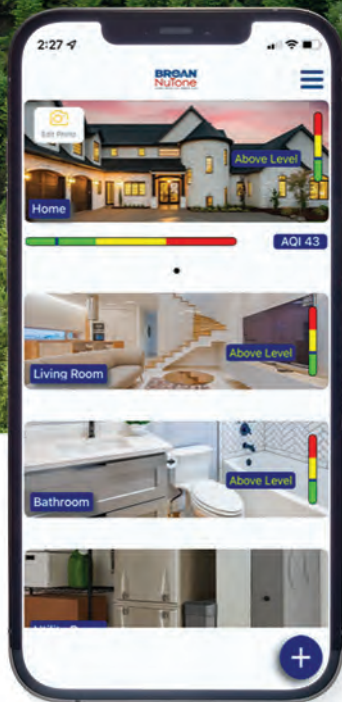 2:27
BROAN
NuTone
Edit Photo
Above Level
Home
AQI 43
Living Room
Above Level
Bathroom
Above Level
+